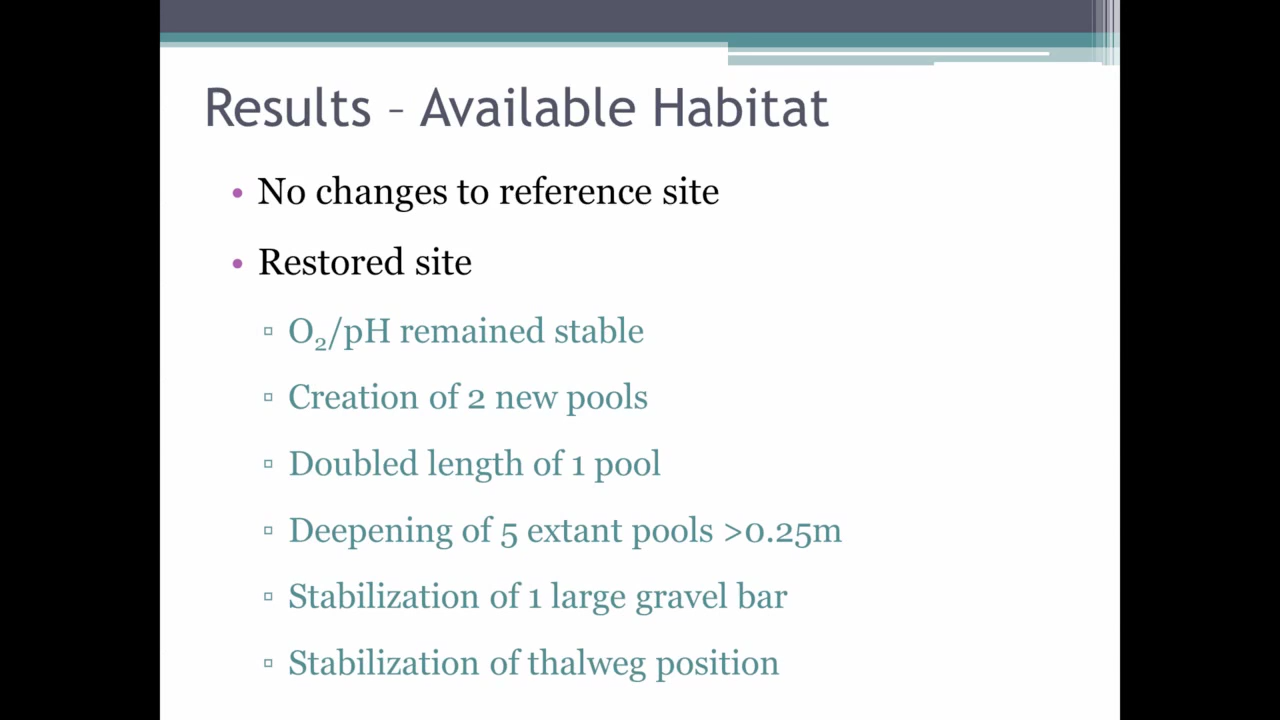 Results – Available Habitat
• No changes to reference site
• Restored site
▫ O₂/pH remained stable
▫ Creation of 2 new pools
▫ Doubled length of 1 pool
▫ Deepening of 5 extant pools >0.25m
▫ Stabilization of 1 large gravel bar
▫ Stabilization of thalweg position